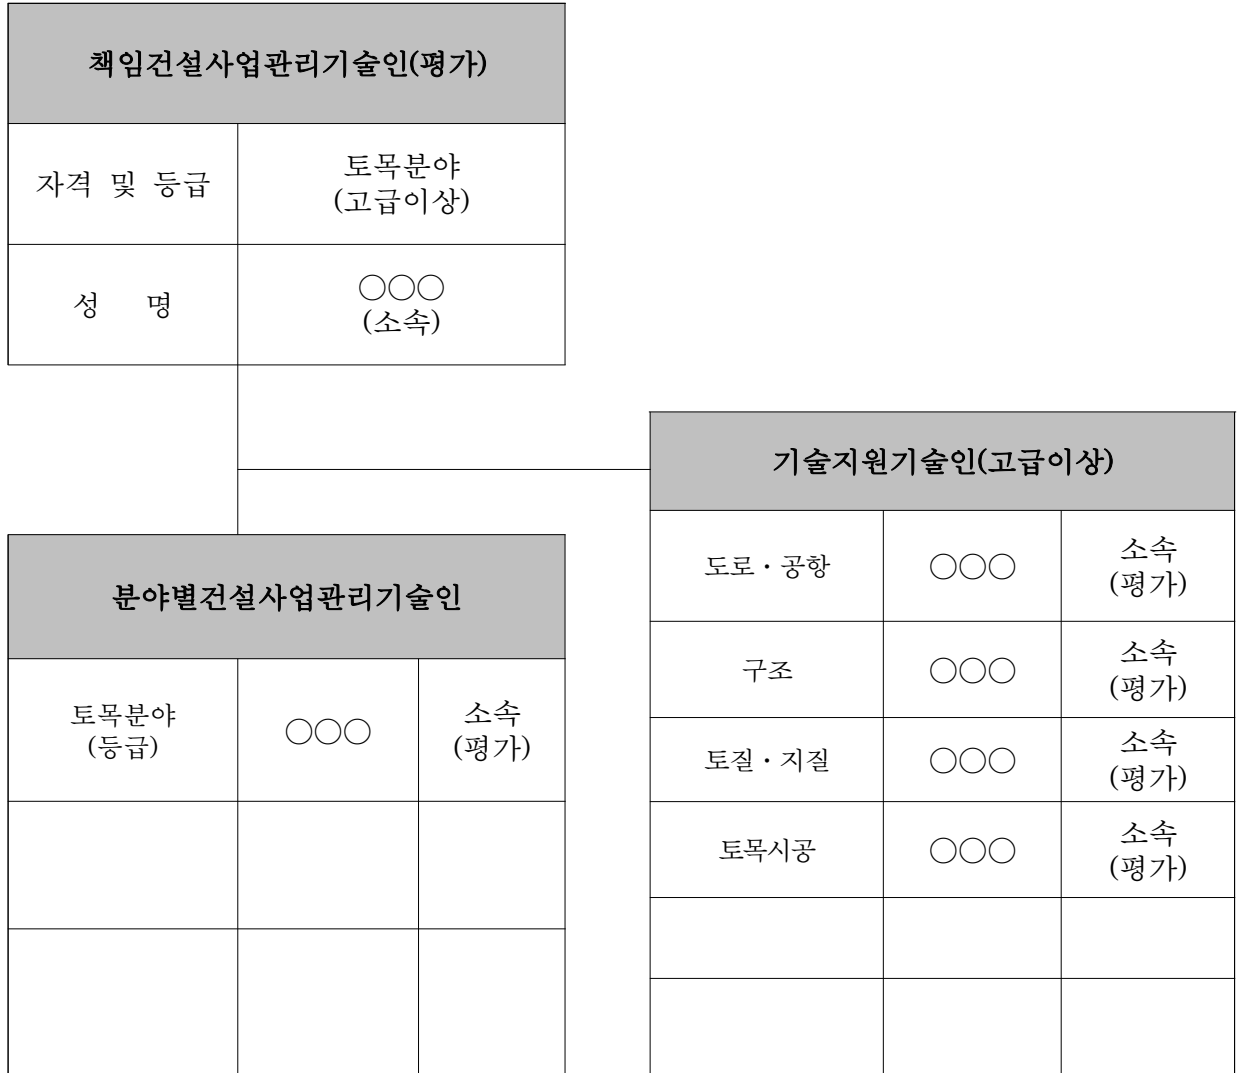 책임건설사업관리기술인(평가)
자격 및 등급
토목분야
(고급이상)
성 명
○○○
(소속)
기술지원기술인(고급이상)
도로・공항
○○○
소속
(평가)
구조
○○○
소속
(평가)
토질・지질
○○○
소속
(평가)
토목시공
○○○
소속
(평가)
분야별건설사업관리기술인
토목분야
(등급)
○○○
소속
(평가)